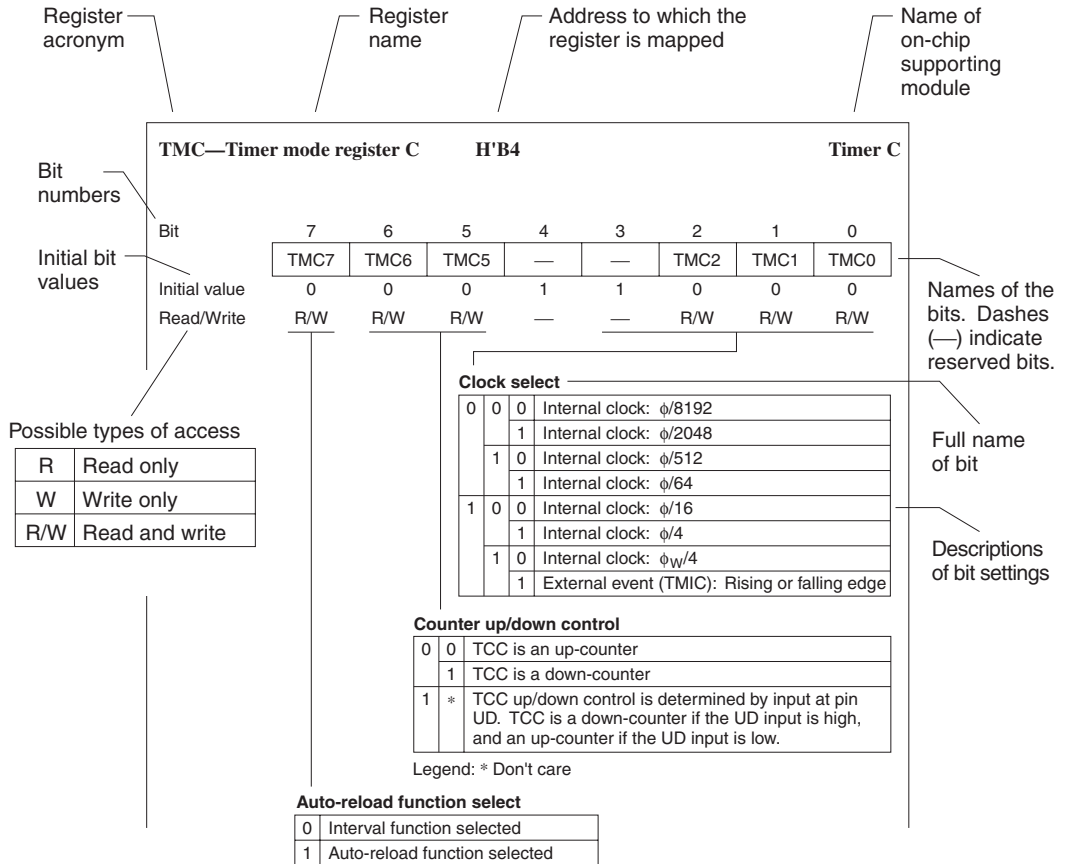 Register acronym
Register name
Address to which the register is mapped
Name of on-chip supporting module
TMC—Timer mode register C H'B4 Timer C
Bit numbers
Bit 7 6 5 4 3 2 1 0
Initial bit values
TMC7 TMC6 TMC5 — — TMC2 TMC1 TMC0
Initial value 0 0 0 1 1 0 0 0
Read/Write R/W R/W R/W — — R/W R/W R/W
Names of the bits. Dashes (—) indicate reserved bits.
Possible types of access
R Read only
W Write only
R/W Read and write
Clock select
0 0 0 Internal clock: ϕ/8192
1 Internal clock: ϕ/2048
1 0 Internal clock: ϕ/512
1 Internal clock: ϕ/64
1 0 0 Internal clock: ϕ/16
1 Internal clock: ϕ/4
1 0 Internal clock: ϕW/4
1 External event (TMIC): Rising or falling edge
Full name of bit
Descriptions of bit settings
Counter up/down control
0 0 TCC is an up-counter
1 TCC is a down-counter
1 * TCC up/down control is determined by input at pin
UD. TCC is a down-counter if the UD input is high,
and an up-counter if the UD input is low.
Legend: * Don't care
Auto-reload function select
0 Interval function selected
1 Auto-reload function selected